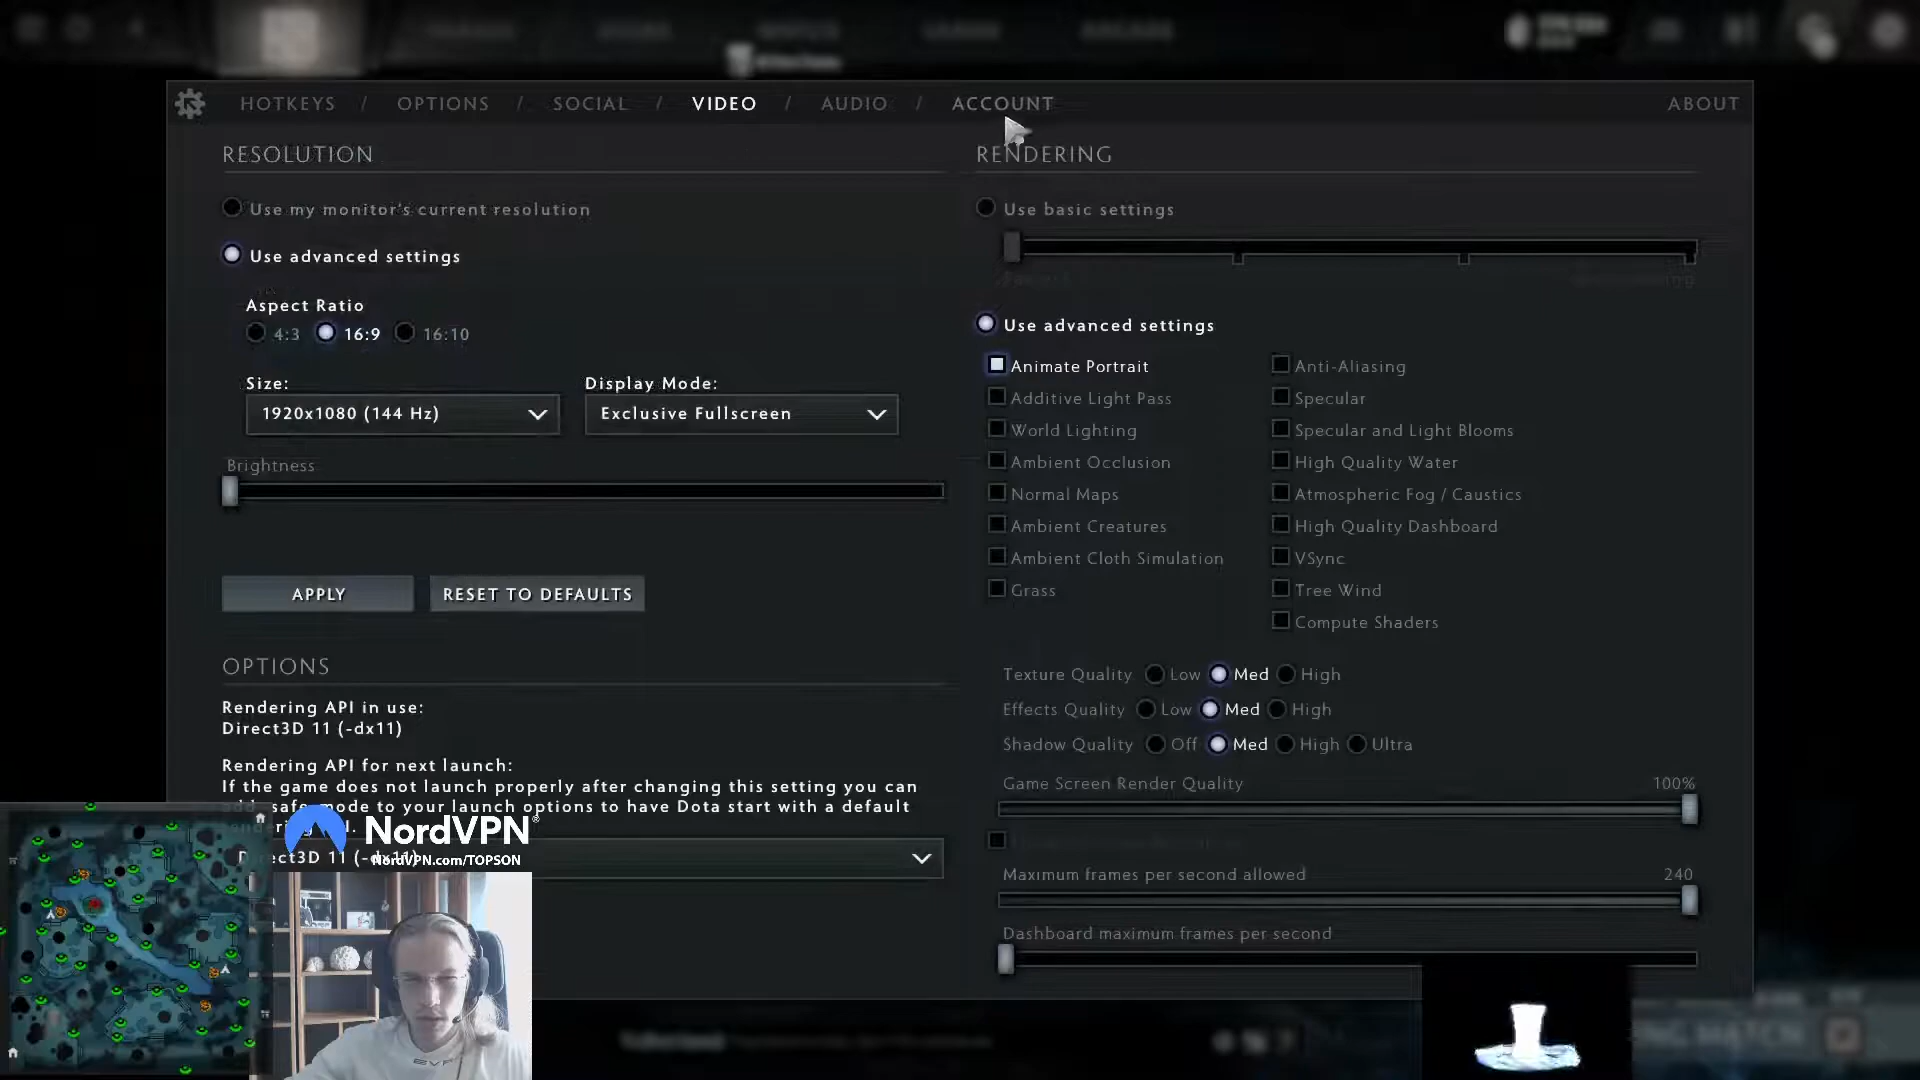 HOTKEYS / OPTIONS / SOCIAL / VIDEO / AUDIO / ACCOUNT
ABOUT
RESOLUTION
Use my monitor's current resolution
Use advanced settings
Aspect Ratio
4:3 16:9 16:10
Size:
1920x1080 (144 Hz)
Display Mode:
Exclusive Fullscreen
Brightness
APPLY
RESET TO DEFAULTS
OPTIONS
Rendering API in use:
Direct3D 11 (-dx11)
Rendering API for next launch:
If the game does not launch properly after changing this setting you can
mode to your launch options to have Dota start with a default
NordVPN®
NordVPN.com/TOPSON
RENDERING
Use basic settings
Use advanced settings
Animate Portrait
Additive Light Pass
World Lighting
Ambient Occlusion
Normal Maps
Ambient Creatures
Ambient Cloth Simulation
Grass
Anti-Aliasing
Specular
Specular and Light Blooms
High Quality Water
Atmospheric Fog / Caustics
High Quality Dashboard
VSync
Tree Wind
Compute Shaders
Texture Quality Low Med High
Effects Quality Low Med High
Shadow Quality Off Med High Ultra
Game Screen Render Quality 100%
Maximum frames per second allowed 240
Dashboard maximum frames per second